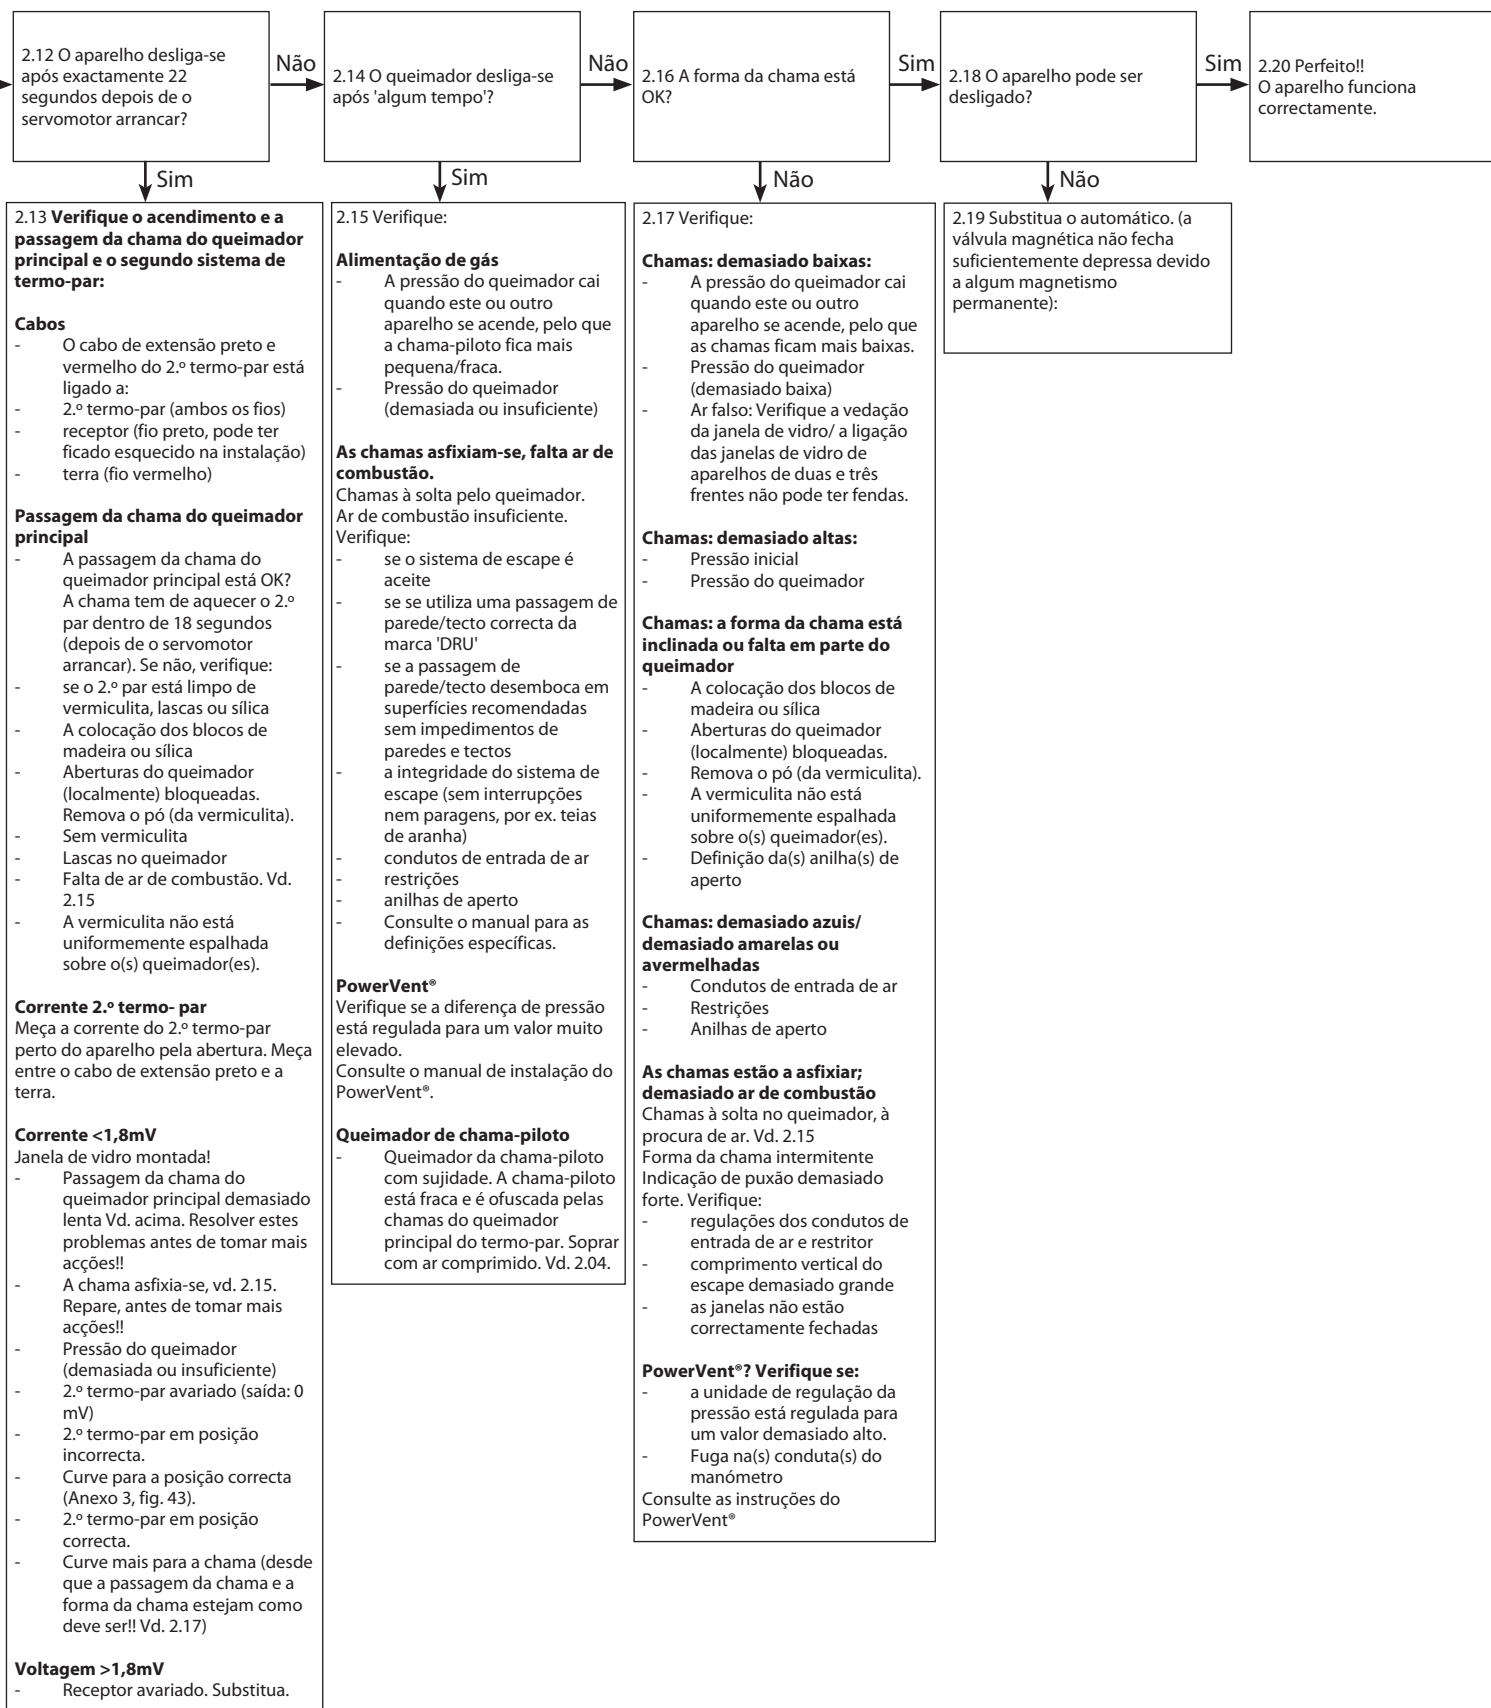 2.12 O aparelho desliga-se
após exactamente 22
segundos depois de o
servomotor arrancar?
Não
2.14 O queimador desliga-se
após 'algum tempo'?
Não
2.16 A forma da chama está
OK?
Sim
2.18 O aparelho pode ser
desligado?
Sim
2.20 Perfeito!!
O aparelho funciona
correctamente.
Sim
Sim
Não
Não
2.13 Verifique o acendimento e a
passagem da chama do queimador
principal e o segundo sistema de
termo-par:
Cabos
- O cabo de extensão preto e
vermelho do 2.º termo-par está
ligado a:
- 2.º termo-par (ambos os fios)
- receptor (fio preto, pode ter
ficado esquecido na instalação)
- terra (fio vermelho)
Passagem da chama do queimador
principal
- A passagem da chama do
queimador principal está OK?
A chama tem de aquecer o 2.º
par dentro de 18 segundos
(depois de o servomotor
arrancar). Se não, verifique:
- se o 2.º par está limpo de
vermiculita, lascas ou sílica
- A colocação dos blocos de
madeira ou sílica
- Aberturas do queimador
(localmente) bloqueadas.
Remova o pó (da vermiculita).
- Sem vermiculita
- Lascas no queimador
- Falta de ar de combustão. Vd.
2.15
- A vermiculita não está
uniformemente espalhada
sobre o(s) queimador(es).
Corrente 2.º termo- par
Meça a corrente do 2.º termo-par
perto do aparelho pela abertura. Meça
entre o cabo de extensão preto e a
terra.
Corrente <1,8mV
Janela de vidro montada!
- Passagem da chama do
queimador principal demasiado
lenta Vd. acima. Resolver estes
problemas antes de tomar mais
acções!!
- A chama asfixia-se, vd. 2.15.
Repare, antes de tomar mais
acções!!
- Pressão do queimador
(demasiada ou insuficiente)
- 2.º termo-par avariado (saída: 0
mV)
- 2.º termo-par em posição
incorrecta.
- Curve para a posição correcta
(Anexo 3, fig. 43).
- 2.º termo-par em posição
correcta.
- Curve mais para a chama (desde
que a passagem da chama e a
forma da chama estejam como
deve ser!! Vd. 2.17)
Voltagem >1,8mV
- Receptor avariado. Substitua.
2.15 Verifique:
Alimentação de gás
- A pressão do queimador cai
quando este ou outro
aparelho se acende, pelo que
a chama-piloto fica mais
pequena/fraca.
- Pressão do queimador
(demasiada ou insuficiente)
As chamas asfixiam-se, falta ar de
combustão.
Chamas à solta pelo queimador.
Ar de combustão insuficiente.
Verifique:
- se o sistema de escape é
aceite
- se se utiliza uma passagem de
parede/tecto correcta da
marca 'DRU'
- se a passagem de
parede/tecto desemboca em
superfícies recomendadas
sem impedimentos de
paredes e tectos
- a integridade do sistema de
escape (sem interrupções
nem paragens, por ex. teias
de aranha)
- condutos de entrada de ar
- restrições
- anilhas de aperto
- Consulte o manual para as
definições específicas.
PowerVent®
Verifique se a diferença de pressão
está regulada para um valor muito
elevado.
Consulte o manual de instalação do
PowerVent®.
Queimador de chama-piloto
- Queimador da chama-piloto
com sujidade. A chama-piloto
está fraca e é ofuscada pelas
chamas do queimador
principal do termo-par. Soprar
com ar comprimido. Vd. 2.04.
2.17 Verifique:
Chamas: demasiado baixas:
- A pressão do queimador cai
quando este ou outro
aparelho se acende, pelo que
as chamas ficam mais baixas.
- Pressão do queimador
(demasiado baixa)
- Ar falso: Verifique a vedação
da janela de vidro/ a ligação
das janelas de vidro de
aparelhos de duas e três
frentes não pode ter fendas.
Chamas: demasiado altas:
- Pressão inicial
- Pressão do queimador
Chamas: a forma da chama está
inclinada ou falta em parte do
queimador
- A colocação dos blocos de
madeira ou sílica
- Aberturas do queimador
(localmente) bloqueadas.
- Remova o pó (da vermiculita).
- A vermiculita não está
uniformemente espalhada
sobre o(s) queimador(es).
- Definição da(s) anilha(s) de
aperto
Chamas: demasiado azuis/
demasiado amarelas ou
avermelhadas
- Condutos de entrada de ar
- Restrições
- Anilhas de aperto
As chamas estão a asfixiar;
demasiado ar de combustão
Chamas à solta no queimador, à
procura de ar. Vd. 2.15
Forma da chama intermitente
Indicação de puxão demasiado
forte. Verifique:
- regulações dos condutos de
entrada de ar e restritor
- comprimento vertical do
escape demasiado grande
- as janelas não estão
correctamente fechadas
PowerVent®? Verifique se:
- a unidade de regulação da
pressão está regulada para
um valor demasiado alto.
- Fuga na(s) conduta(s) do
manómetro
Consulte as instruções do
PowerVent®
2.19 Substitua o automático. (a
válvula magnética não fecha
suficientemente depressa devido
a algum magnetismo
permanente):